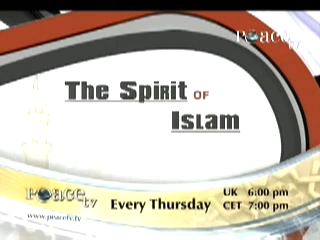 Peace tv
The Spirit OF
Islam
Peace tv
www.peacetv.tv
Every Thursday
UK 6:00 pm
CET 7:00 pm